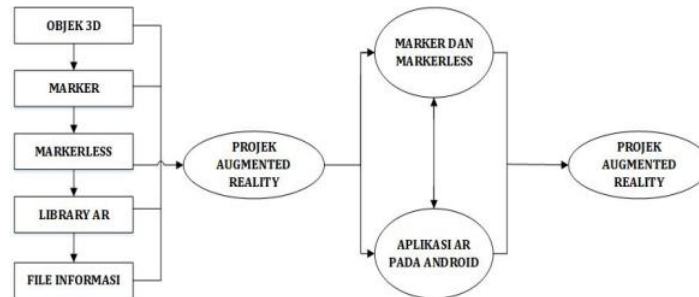 OBJEK 3D
MARKER
MARKERLESS
LIBRARY AR
FILE INFORMASI
PROJEK
AUGMENTED
REALITY
MARKER DAN
MARKERLESS
APLIKASI AR
PADA ANDROID
PROJEK
AUGMENTED
REALITY